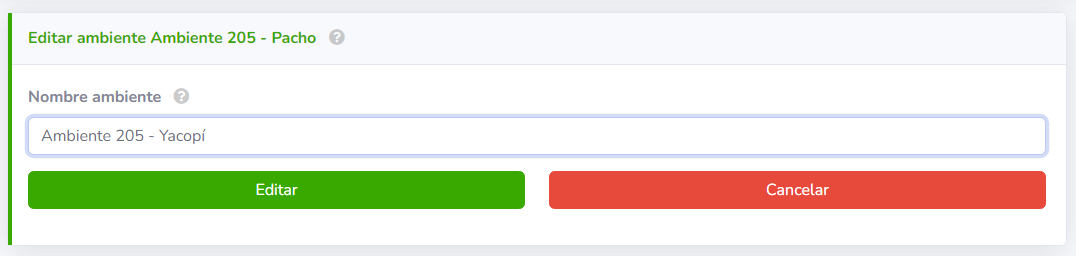 Editar ambiente Ambiente 205 - Pacho ?
Nombre ambiente ?
Ambiente 205 - Yacopí
Editar Cancelar